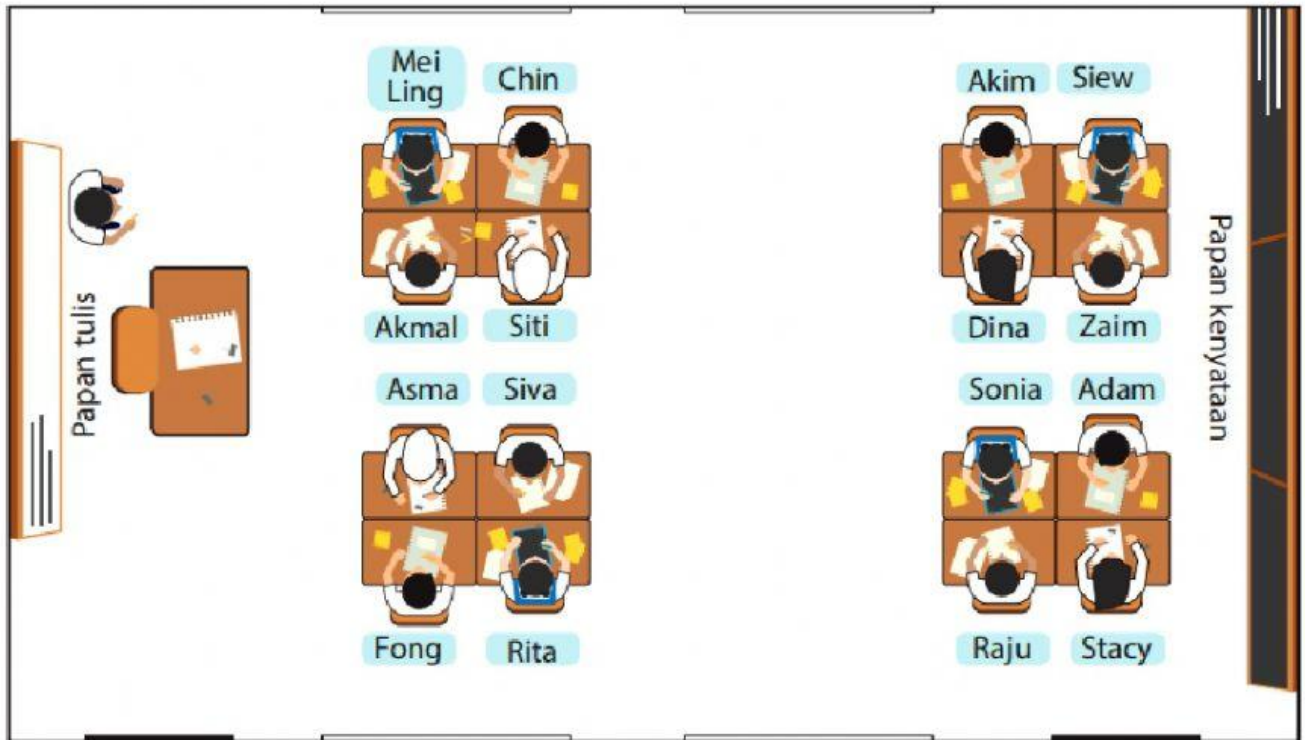 Mei
Ling
Chin
Akim
Siew
Papan tulis
Akmal
Siti
Dina
Zaim
Papan kenyataan
Asma
Siva
Sonia
Adam
Fong
Rita
Raju
Stacy